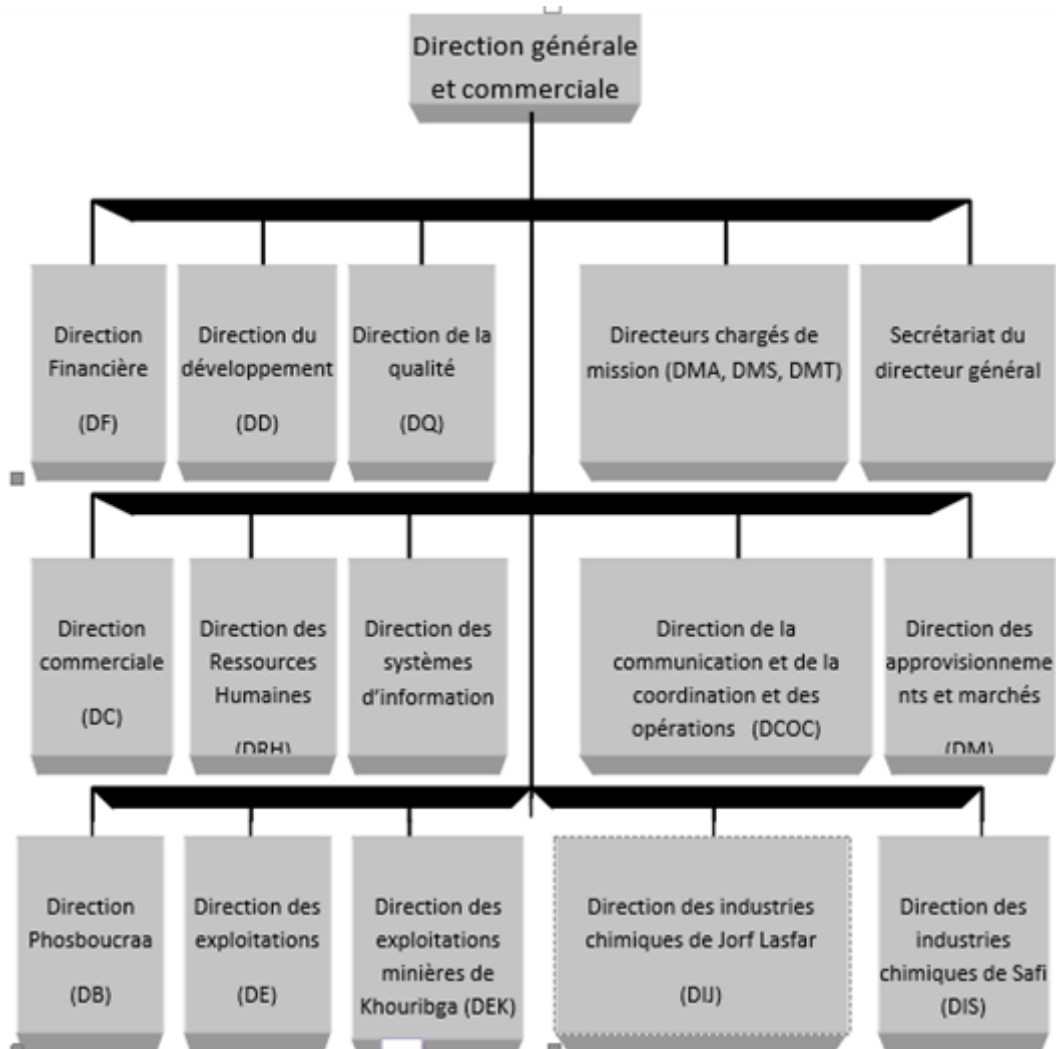 Direction générale
et commerciale
Direction
Financière
(DF)
Direction du
développement
(DD)
Direction de la
qualité
(DQ)
Directeurs chargés de
mission (DMA, DMS, DMT)
Secrétariat du
directeur général
Direction
commerciale
(DC)
Direction des
Ressources
Humaines
(DRH)
Direction des
systèmes
d'information
Direction de la
communication et de la
coordination et des
opérations (DCOC)
Direction des
approvisionneme
nts et marchés
(DM)
Direction
Phosboucraa
(DB)
Direction des
exploitations
(DE)
Direction des
exploitations
minières de
Khouribga (DEK)
Direction des industries
chimiques de Jorf Lasfar
(DIJ)
Direction des
industries
chimiques de Safi
(DIS)